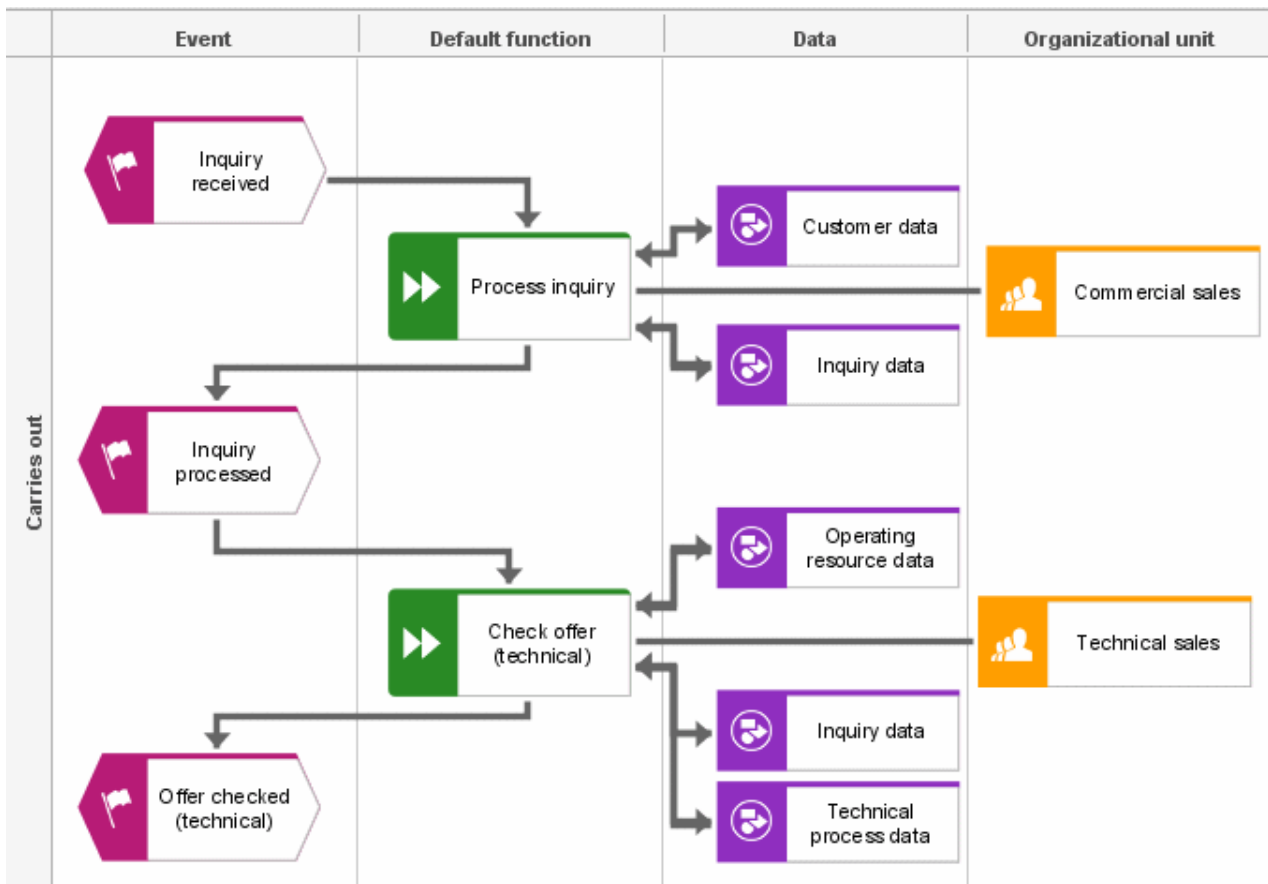 Event
Default function
Data
Organizational unit
Carries out
Inquiry
received
Customer data
Process inquiry
Commercial sales
Inquiry data
Inquiry
processed
Operating
resource data
Check offer
(technical)
Technical sales
Inquiry data
Offer checked
(technical)
Technical
process data